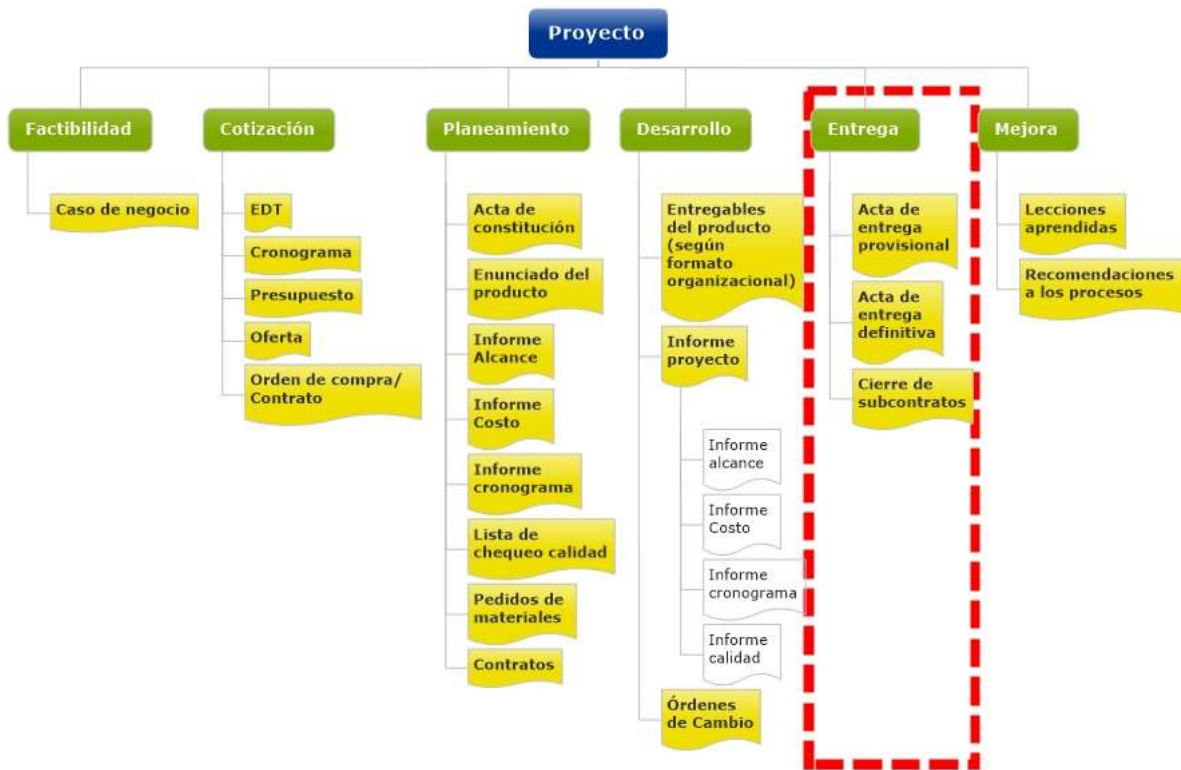 Proyecto
Factibilidad
Cotización
Planeamiento
Desarrollo
Entrega
Mejora
Caso de negocio
EDT
Cronograma
Presupuesto
Oferta
Orden de compra/
Contrato
Acta de
constitución
Enunciado del
producto
Informe
Alcance
Informe
Costo
Informe
cronograma
Lista de
chequeo calidad
Pedidos de
materiales
Contratos
Entregables
del producto
(según
formato
organizacional)
Informe
proyecto
Informe
alcance
Informe
Costo
Informe
cronograma
Informe
calidad
Órdenes
de Cambio
Acta de
entrega
provisional
Acta de
entrega
definitiva
Cierre de
subcontratos
Lecciones
aprendidas
Recomendaciones
a los procesos